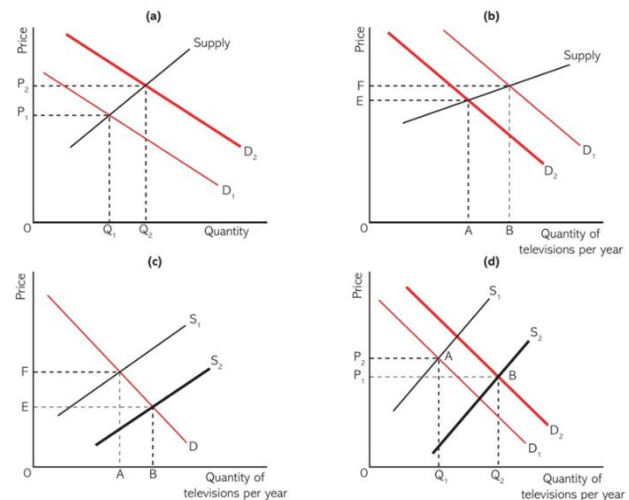 (a)
Price
Supply
P₂
P₁
D₂
D₁
O
Q₁
Q₂
Quantity
(b)
Price
Supply
F
E
D₁
D₂
O
A
B
Quantity of
televisions per year
(c)
Price
S₁
S₂
F
E
D
O
A
B
Quantity of
televisions per year
(d)
Price
S₁
S₂
P₂
A
P₁
B
D₂
D₁
O
Q₁
Q₂
Quantity of
televisions per year